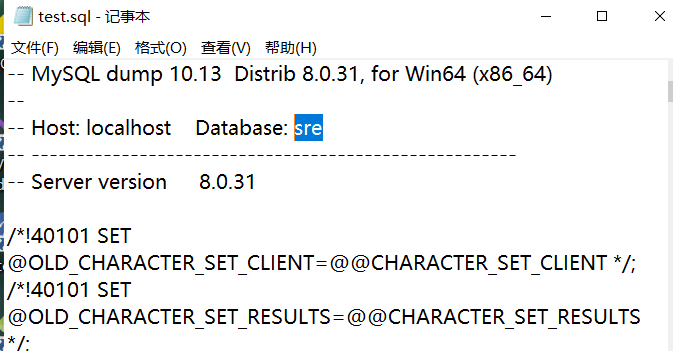 test.sql - 记事本
文件(F) 编辑(E) 格式(O) 查看(V) 帮助(H)
-- MySQL dump 10.13  Distrib 8.0.31, for Win64 (x86_64)
--
-- Host: localhost    Database: sre
-- ------------------------------------------------------
-- Server version	8.0.31

/*!40101 SET
@OLD_CHARACTER_SET_CLIENT=@@CHARACTER_SET_CLIENT */;
/*!40101 SET
@OLD_CHARACTER_SET_RESULTS=@@CHARACTER_SET_RESULTS
*/;